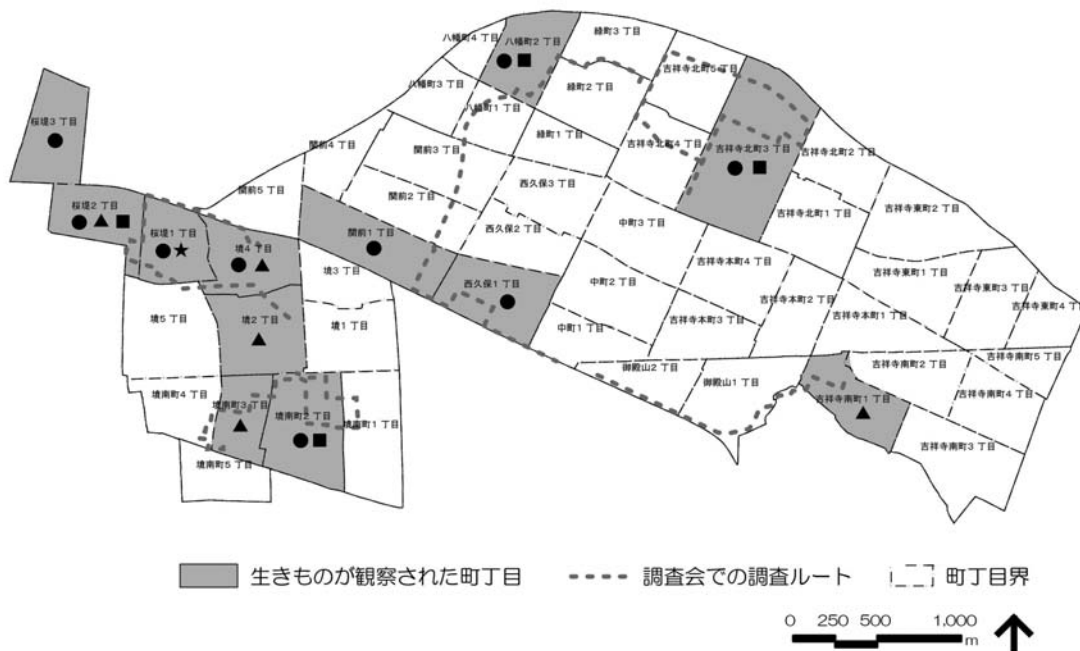 八幡町4 丁目
八幡町2 丁目
緑町3 丁目
吉祥寺北町5 丁目
八幡町3 丁目
緑町2 丁目
八幡町1 丁目
桜堤3 丁目
緑町1 丁目
吉祥寺北町4 丁目
吉祥寺北町3 丁目
吉祥寺北町2 丁目
関前4 丁目
関前3 丁目
西久保3 丁目
関前5 丁目
関前2 丁目
桜堤2 丁目
桜堤1 丁目
境4 丁目
関前1 丁目
西久保2 丁目
中町3 丁目
吉祥寺北町1 丁目
吉祥寺東町2 丁目
境3 丁目
西久保1 丁目
中町2 丁目
吉祥寺本町4 丁目
吉祥寺東町1 丁目
吉祥寺東町3 丁目
吉祥寺東町4 丁目
境5 丁目
境2 丁目
境1 丁目
中町1 丁目
吉祥寺本町3 丁目
吉祥寺本町2 丁目
吉祥寺本町1 丁目
御殿山2 丁目
御殿山1 丁目
吉祥寺南町2 丁目
吉祥寺南町5 丁目
境南町4 丁目
境南町3 丁目
境南町2 丁目
境南町1 丁目
吉祥寺南町1 丁目
吉祥寺南町4 丁目
境南町5 丁目
吉祥寺南町3 丁目
生きものが観察された町丁目
調査会での調査ルート
町丁目界
0 250 500 1,000
m